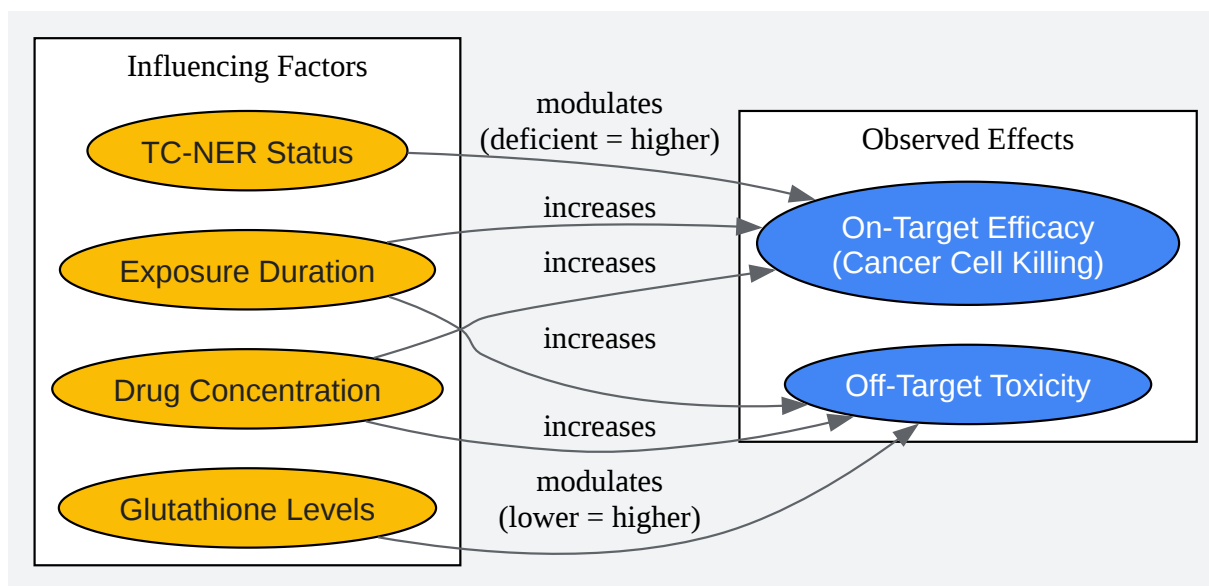 Influencing Factors
TC-NER Status
Exposure Duration
Drug Concentration
Glutathione Levels
modulates
(deficient = higher)
increases
increases
increases
increases
modulates
(lower = higher)
Observed Effects
On-Target Efficacy
(Cancer Cell Killing)
Off-Target Toxicity